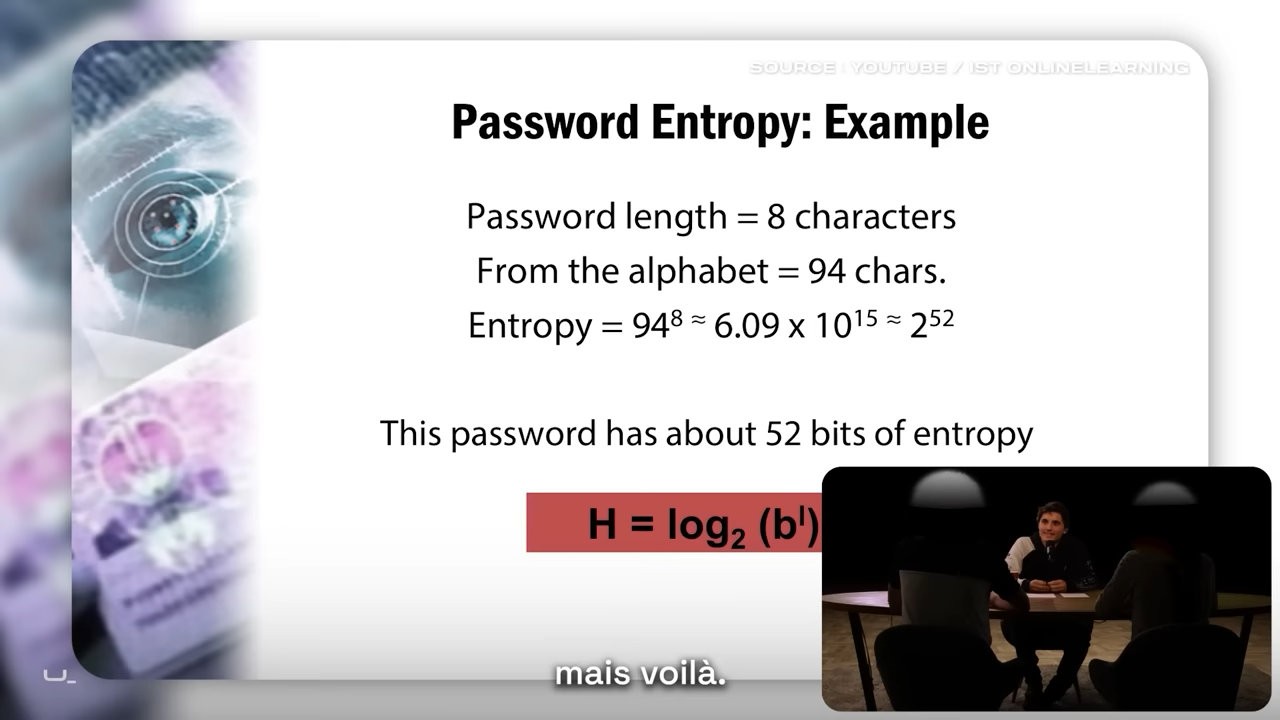 SOURCE : YOUTUBE / IST ONLINELEARNING
Password Entropy: Example
Password length = 8 characters
From the alphabet = 94 chars.
Entropy = 94⁸ ≈ 6.09 x 10¹⁵ ≈ 2⁵²
This password has about 52 bits of entropy
H = log₂ (bˡ)
mais voilà.